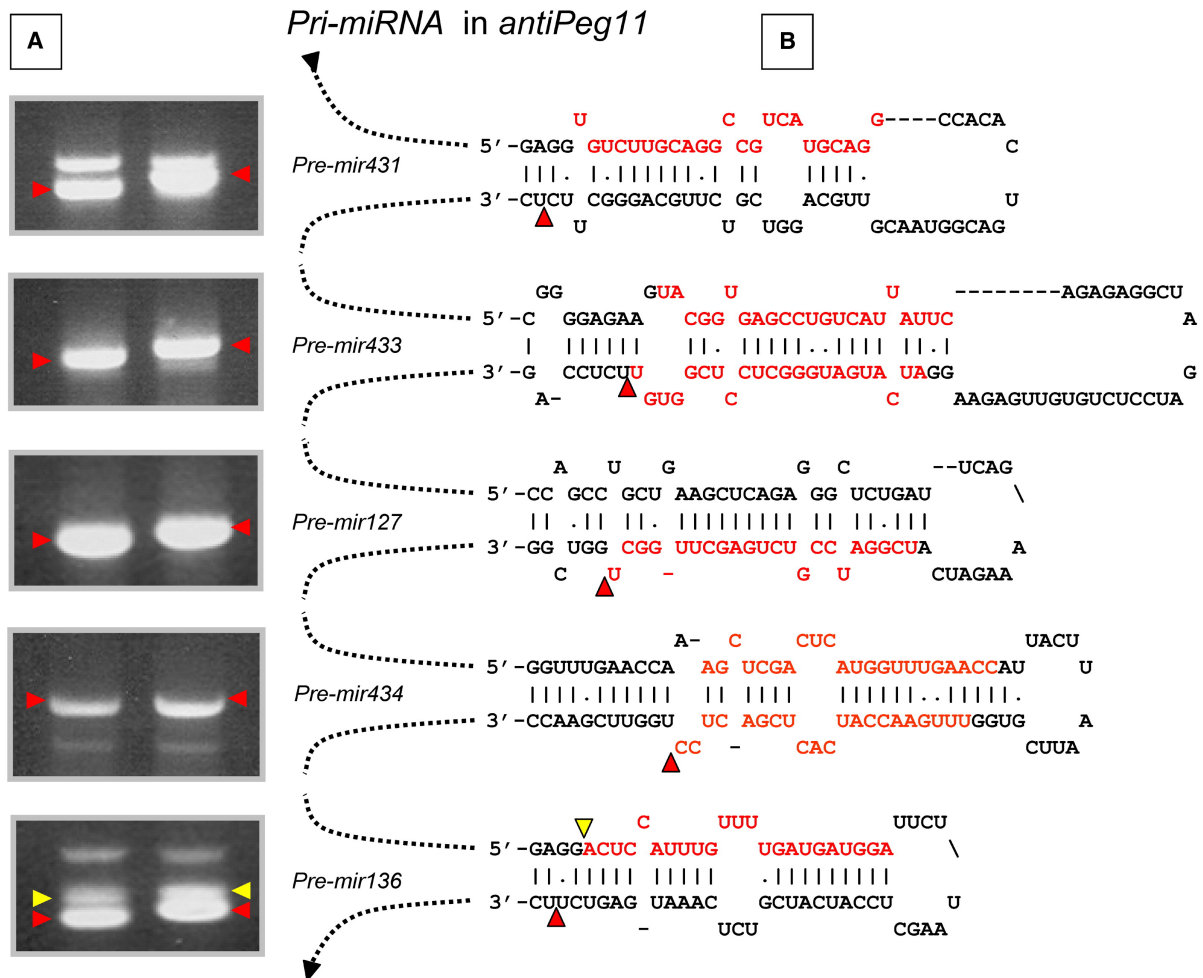 A
Pri-miRNA in antiPeg11
B
U C UCA G----CCACA
5’-GAGG GUCUUGCAGG CG UGCAG C
Pre-mir431
|||. |.||||||. || ||||.
3’-CUCU CGGGACGUUC GC ACGUU U
U U UGG GCAAUGGCAG
GG GUA U U --------AGAGAGGCU
5’-C GGAGAA CGG GAGCCUGUCAU AUUC A
Pre-mir433
| |||||| ||. ||||||..|||| ||.|
3’-G CCUCUU GCU CUCGGGUAGUA UAGG G
A- GUG C C AAGAGUUGUGUCUCCUA
A U G G C --UCAG
5’-CC GCC GCU AAGCUCAGA GG UCUGAU \
Pre-mir127
|| .|| ||. ||||||||| || ||.|||
3’-GG UGG CGG UUCGAGUCU CC AGGCUA A
C U - G U CUAGAA
A- C CUC UACU
5’-GGUUUGAACCA AG UCGA AUGGUUUGAACCAU U
Pre-mir434
||||.|||||| || |||| ||||||..|||||.
3’-CCAAGCUUGGU UC AGCU UACCAAGUUUGGUG A
CC - CAC CUUA
C UUU UUCU
5’-GAGGACUC AUUUG UGAUGAUGGA \
Pre-mir136
||.||||| ||||| .|||||||||
3’-CUUCUGAG UAAAC GCUACUACCU U
- UCU CGAA